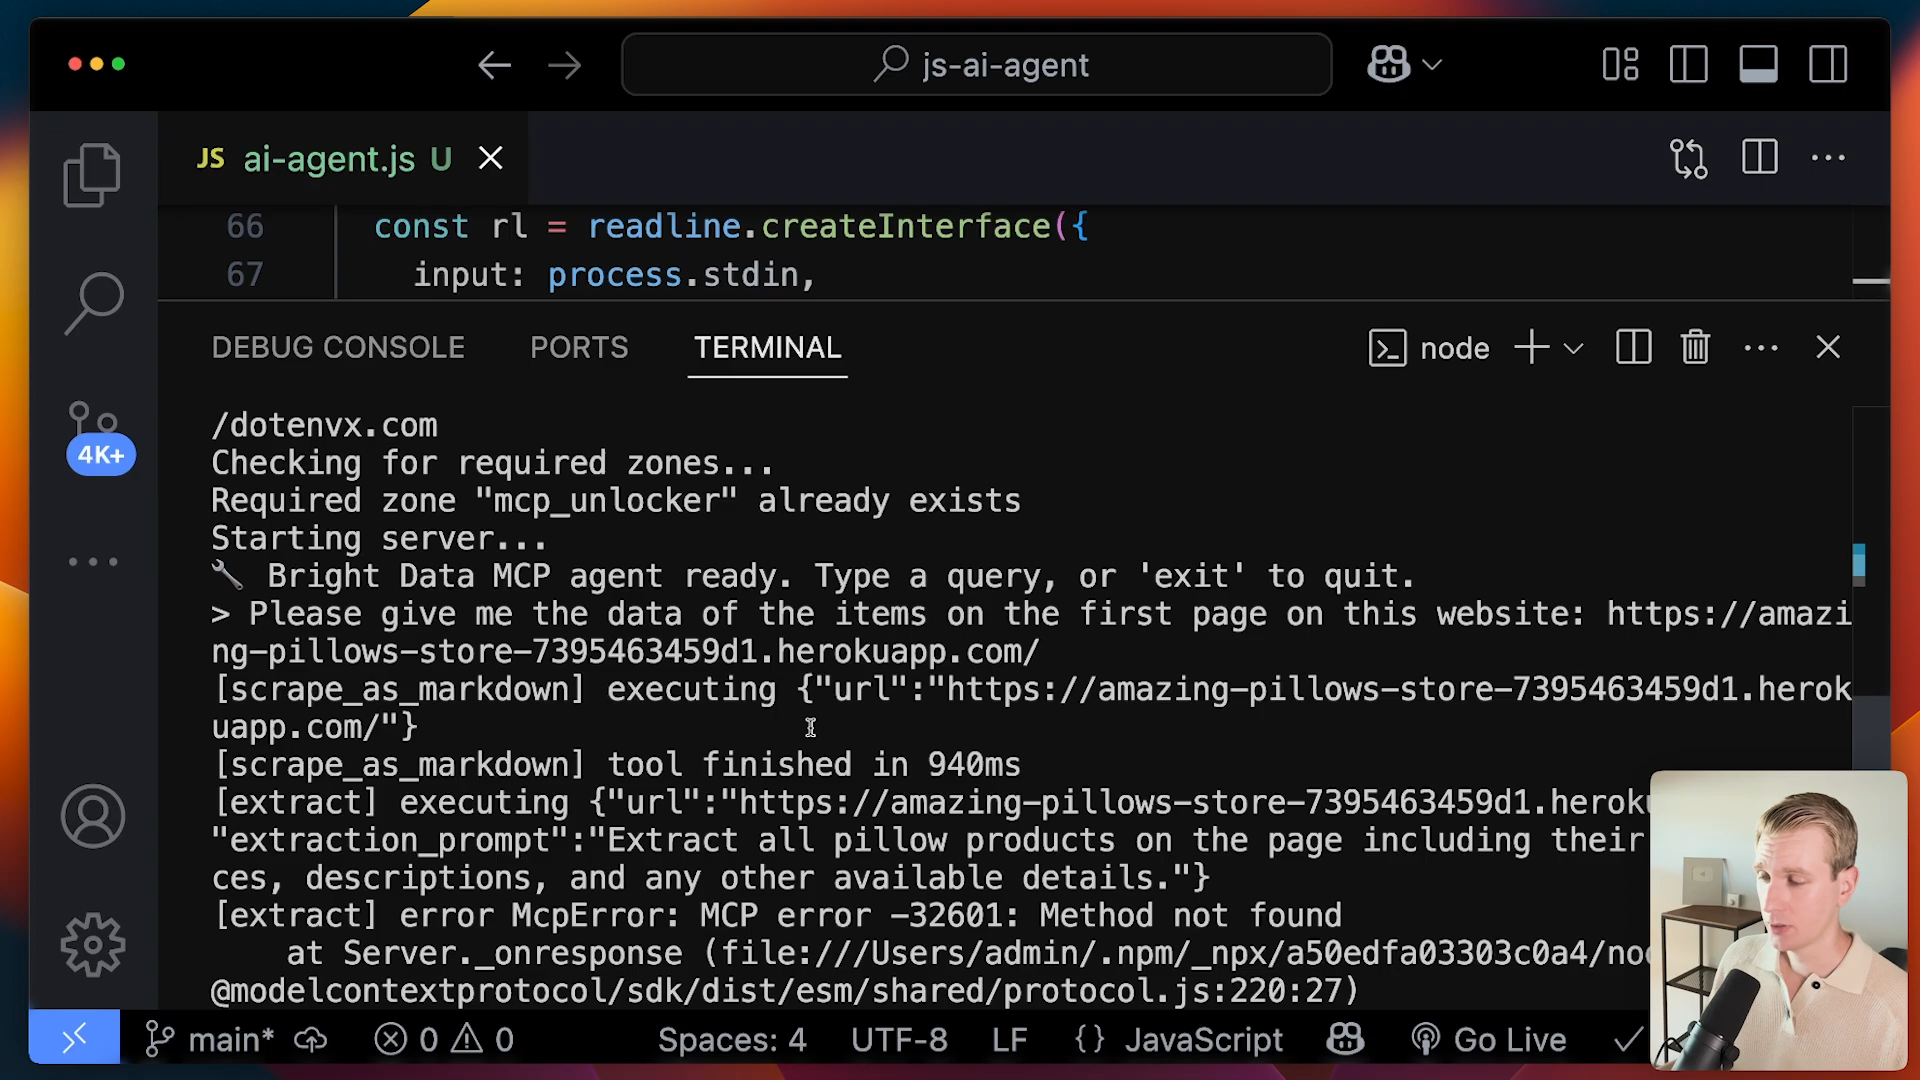 js-ai-agent
JS ai-agent.js U
66 const rl = readline.createInterface({
67 input: process.stdin,
DEBUG CONSOLE PORTS TERMINAL node
4K+
/dotenvx.com
Checking for required zones...
Required zone "mcp_unlocker" already exists
Starting server...
🔧 Bright Data MCP agent ready. Type a query, or 'exit' to quit.
> Please give me the data of the items on the first page on this website: https://amazi
ng-pillows-store-7395463459d1.herokuapp.com/
[scrape_as_markdown] executing {"url":"https://amazing-pillows-store-7395463459d1.herok
uapp.com/"}
[scrape_as_markdown] tool finished in 940ms
[extract] executing {"url":"https://amazing-pillows-store-7395463459d1.herok
"extraction_prompt":"Extract all pillow products on the page including their
ces, descriptions, and any other available details."}
[extract] error McpError: MCP error -32601: Method not found
at Server._onresponse (file:///Users/admin/.npm/_npx/a50edfa03303c0a4/no
@modelcontextprotocol/sdk/dist/esm/shared/protocol.js:220:27)
main* 0 0 Spaces: 4 UTF-8 LF {} JavaScript Go Live